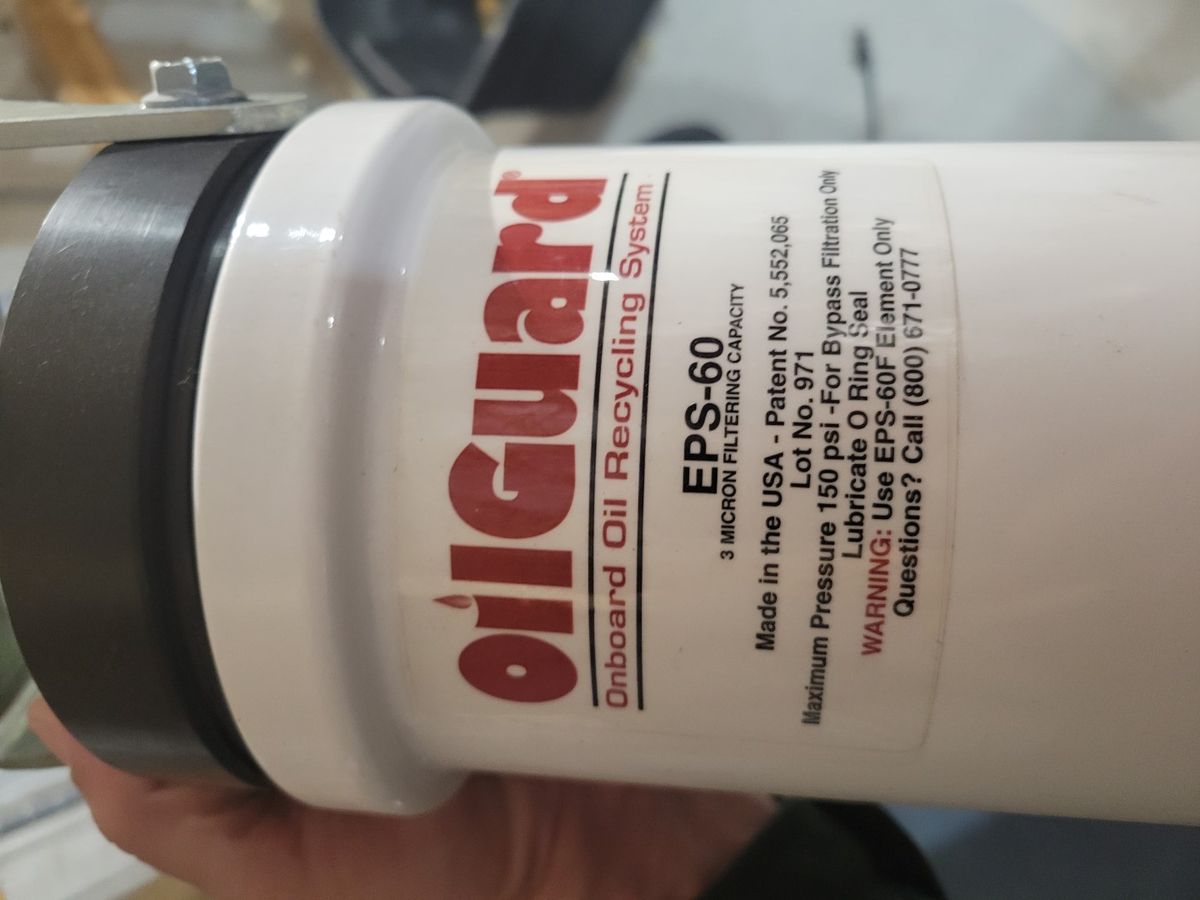 OilGuard®
Onboard Oil Recycling System
EPS-60
3 MICRON FILTERING CAPACITY
Made in the USA - Patent No. 5,552,065
Lot No. 971
Maximum Pressure 150 psi -For Bypass Filtration Only
Lubricate O Ring Seal
WARNING: Use EPS-60F Element Only
Questions? Call (800) 671-0777